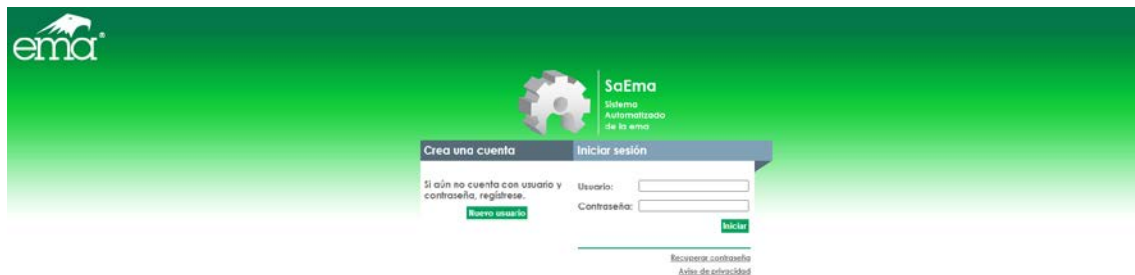 ema®
SaEma
Sistema
Automatizado
de la ema
Crea una cuenta
Iniciar sesión
Si aún no cuenta con usuario y
contraseña, regístrese.
Nuevo usuario
Usuario:
Contraseña:
Iniciar
Recuperar contraseña
Aviso de privacidad